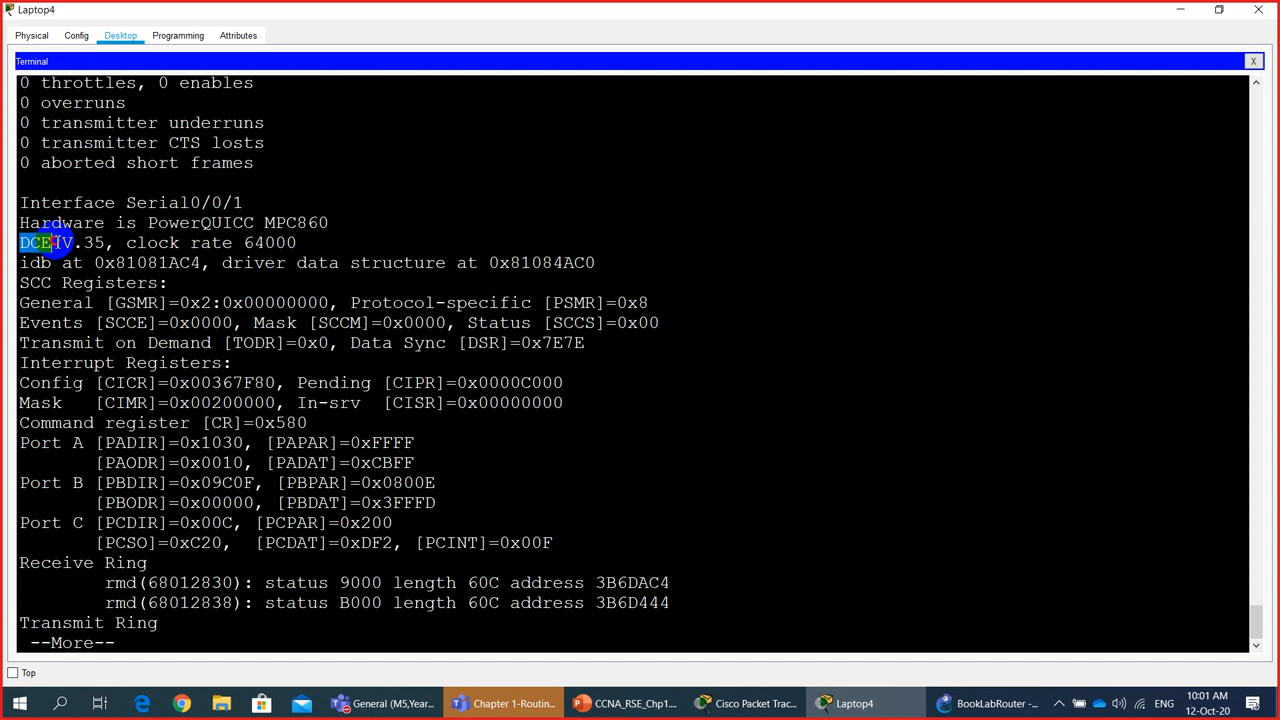 Laptop4
Physical Config Desktop Programming Attributes
Terminal X
0 throttles, 0 enables
0 overruns
0 transmitter underruns
0 transmitter CTS losts
0 aborted short frames
Interface Serial0/0/1
Hardware is PowerQUICC MPC860
DCE V.35, clock rate 64000
idb at 0x81081AC4, driver data structure at 0x81084AC0
SCC Registers:
General [GSMR]=0x2:0x00000000, Protocol-specific [PSMR]=0x8
Events [SCCE]=0x0000, Mask [SCCM]=0x0000, Status [SCCS]=0x00
Transmit on Demand [TODR]=0x0, Data Sync [DSR]=0x7E7E
Interrupt Registers:
Config [CICR]=0x00367F80, Pending [CIPR]=0x0000C000
Mask   [CIMR]=0x00200000, In-srv  [CISR]=0x00000000
Command register [CR]=0x580
Port A [PADIR]=0x1030, [PAPAR]=0xFFFF
       [PAODR]=0x0010, [PADAT]=0xCBFF
Port B [PBDIR]=0x09C0F, [PBPAR]=0x0800E
       [PBODR]=0x00000, [PBDAT]=0x3FFFD
Port C [PCDIR]=0x00C, [PCPAR]=0x200
       [PCSO]=0xC20,  [PCDAT]=0xDF2, [PCINT]=0x00F
Receive Ring
        rmd(68012830): status 9000 length 60C address 3B6DAC4
        rmd(68012838): status B000 length 60C address 3B6D444
Transmit Ring
 --More--
Top
General (M5,Year... Chapter 1-Routin... CCNA_RSE_Chp1.... Cisco Packet Trac... Laptop4 BookLabRouter -... ENG 10:01 AM
12-Oct-20